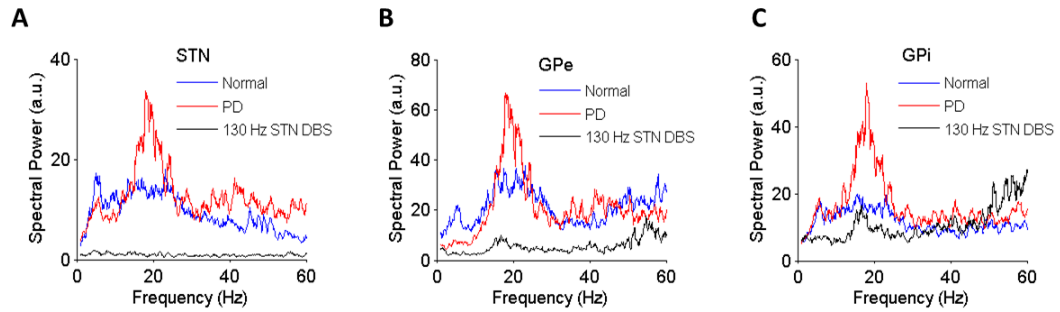 A
STN
Normal
PD
130 Hz STN DBS
Spectral Power (a.u.)
40
20
0
0 20 40 60
Frequency (Hz)
B
GPe
Normal
PD
130 Hz STN DBS
Spectral Power (a.u.)
80
60
40
20
0
0 20 40 60
Frequency (Hz)
C
GPi
Normal
PD
130 Hz STN DBS
Spectral Power (a.u.)
60
40
20
0
0 20 40 60
Frequency (Hz)